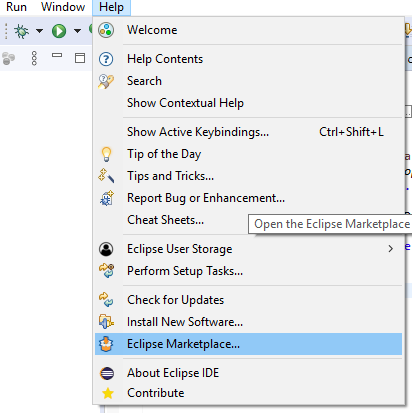 Run Window Help
Welcome
Help Contents
Search
Show Contextual Help
Show Active Keybindings... Ctrl+Shift+L
Tip of the Day
Tips and Tricks...
Report Bug or Enhancement...
Cheat Sheets...
Open the Eclipse Marketplace
Eclipse User Storage
Perform Setup Tasks...
Check for Updates
Install New Software...
Eclipse Marketplace...
About Eclipse IDE
Contribute